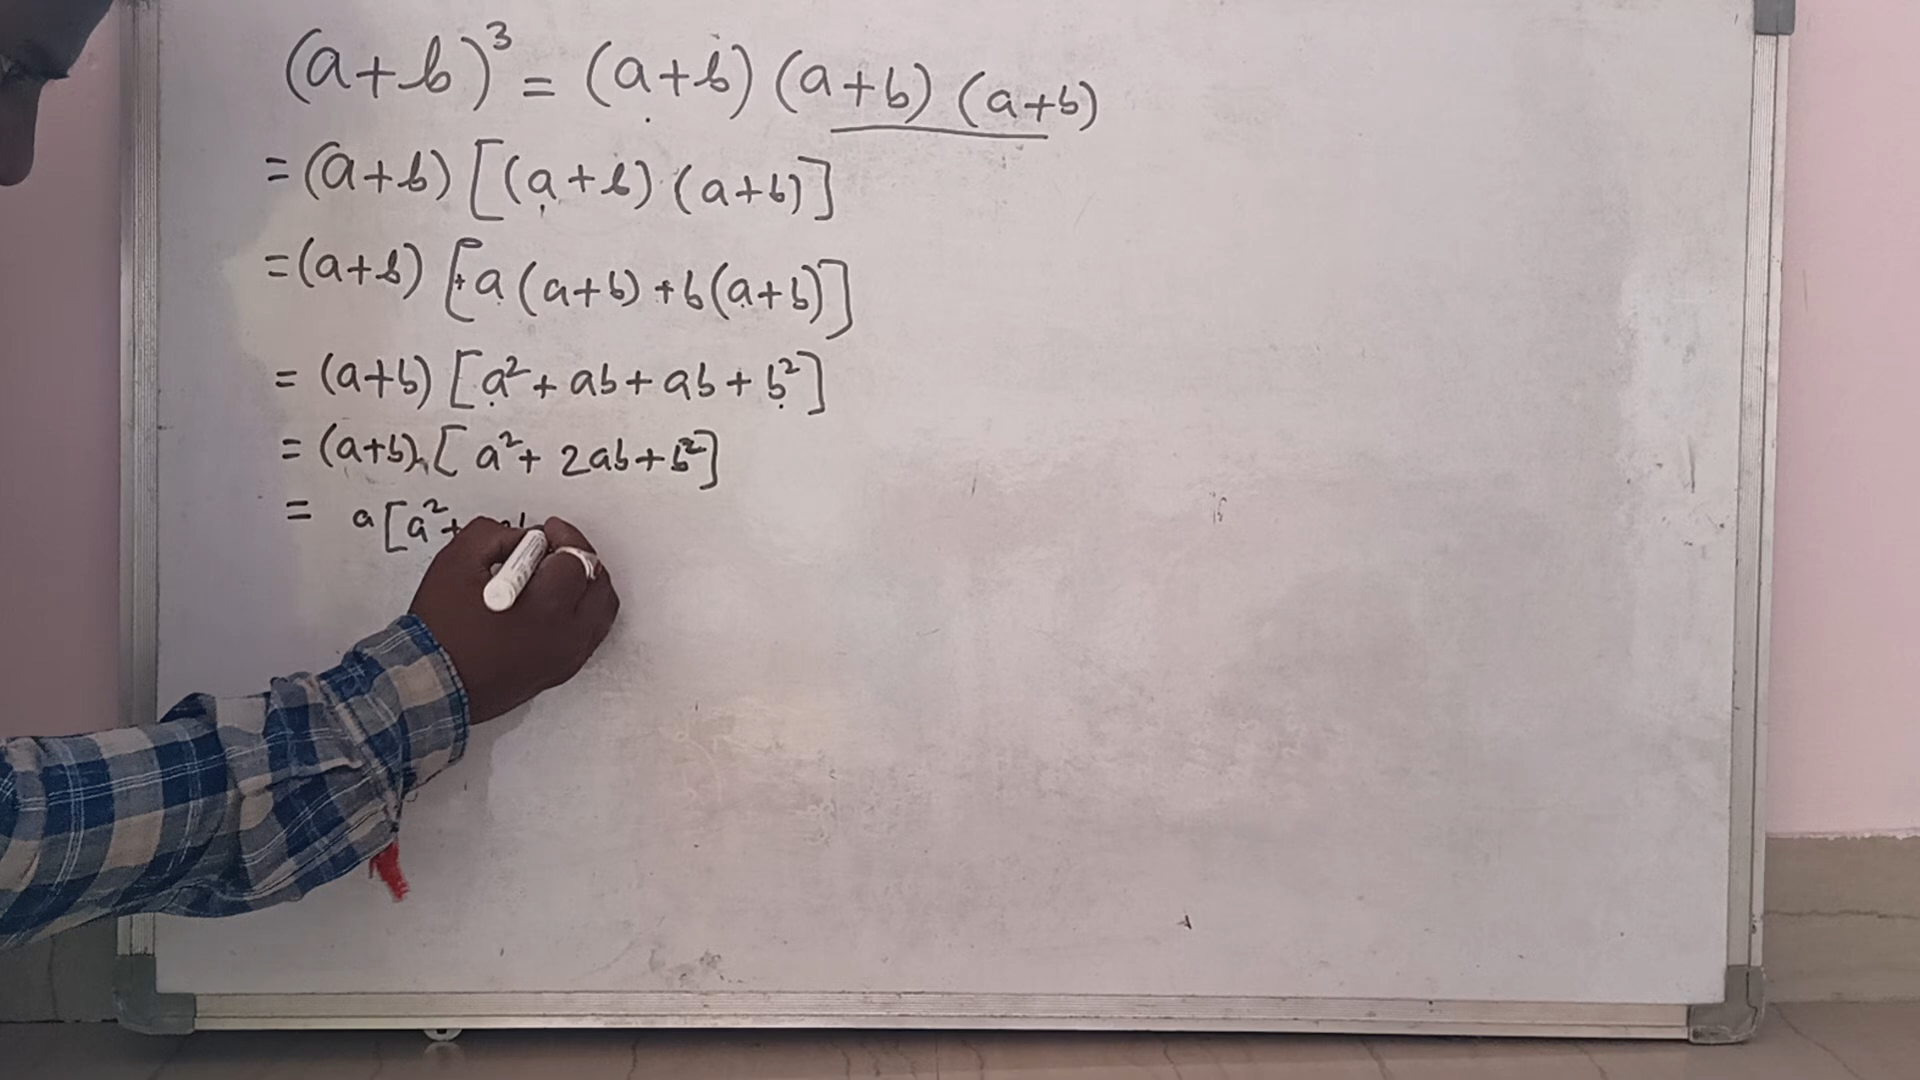 (a+b)³ = (a+b) (a+b) (a+b)
= (a+b) [(a+b) (a+b)]
= (a+b) [+a (a+b) + b(a+b)]
= (a+b) [a² + ab + ab + b²]
= (a+b) [a² + 2ab + b²]
= a[a² +